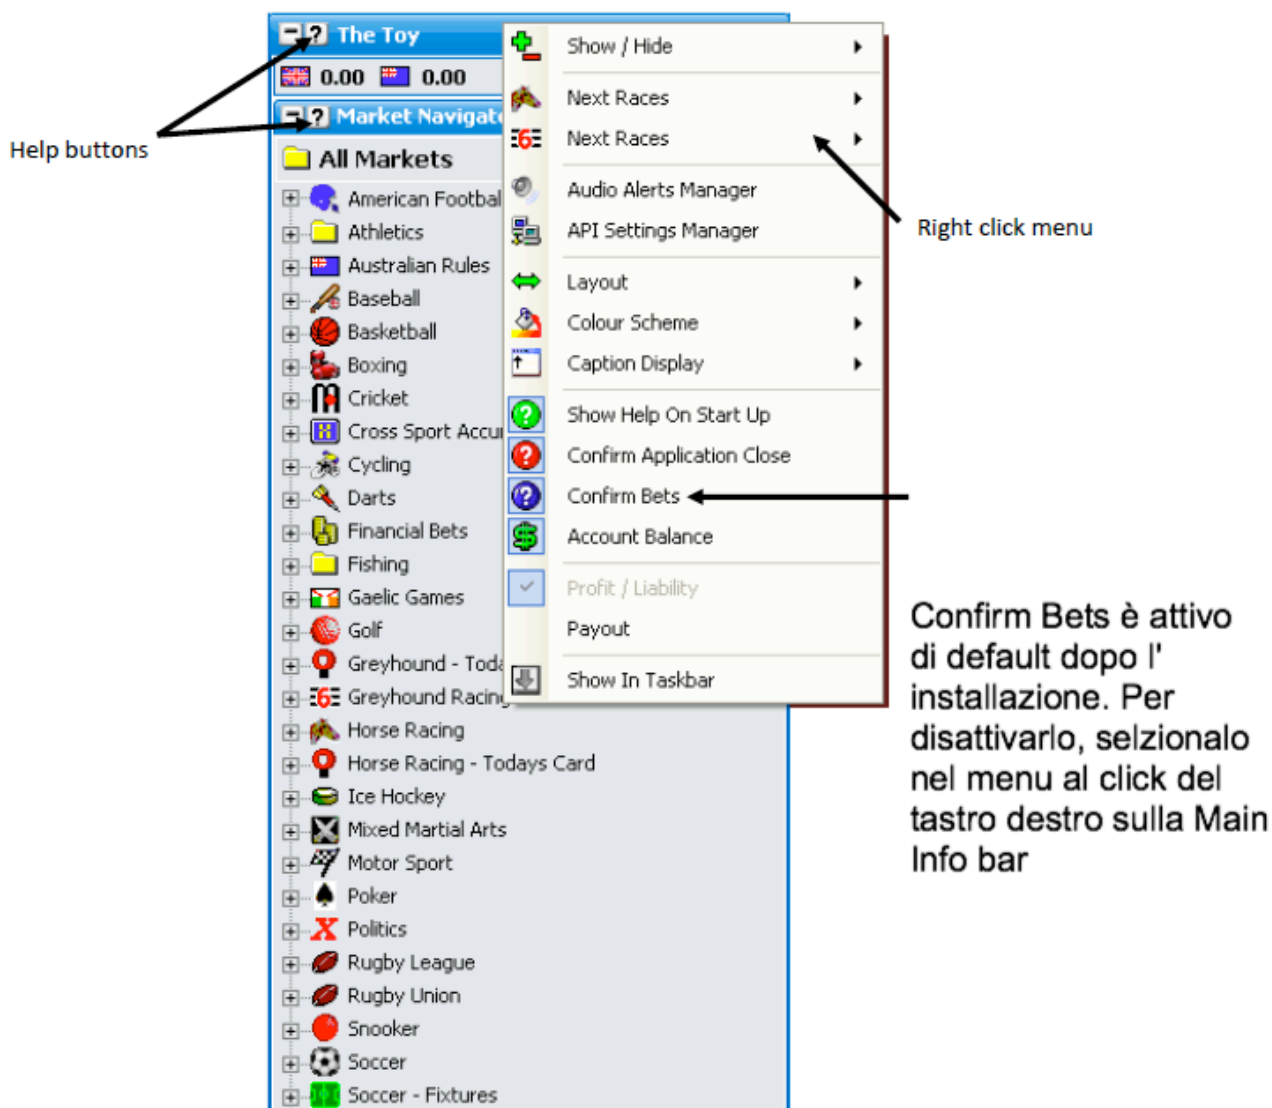 The Toy
0.00 0.00
Market Navigat
All Markets
American Footbal
Athletics
Australian Rules
Baseball
Basketball
Boxing
Cricket
Cross Sport Accu
Cycling
Darts
Financial Bets
Fishing
Gaelic Games
Golf
Greyhound - Toda
Greyhound Racing
Horse Racing
Horse Racing - Todays Card
Ice Hockey
Mixed Martial Arts
Motor Sport
Poker
Politics
Rugby League
Rugby Union
Snooker
Soccer
Soccer - Fixtures
Show / Hide
Next Races
Next Races
Audio Alerts Manager
API Settings Manager
Layout
Colour Scheme
Caption Display
Show Help On Start Up
Confirm Application Close
Confirm Bets
Account Balance
Profit / Liability
Payout
Show In Taskbar
Help buttons
Right click menu
Confirm Bets è attivo
di default dopo l'
installazione. Per
disattivarlo, selzionalo
nel menu al click del
tastro destro sulla Main
Info bar